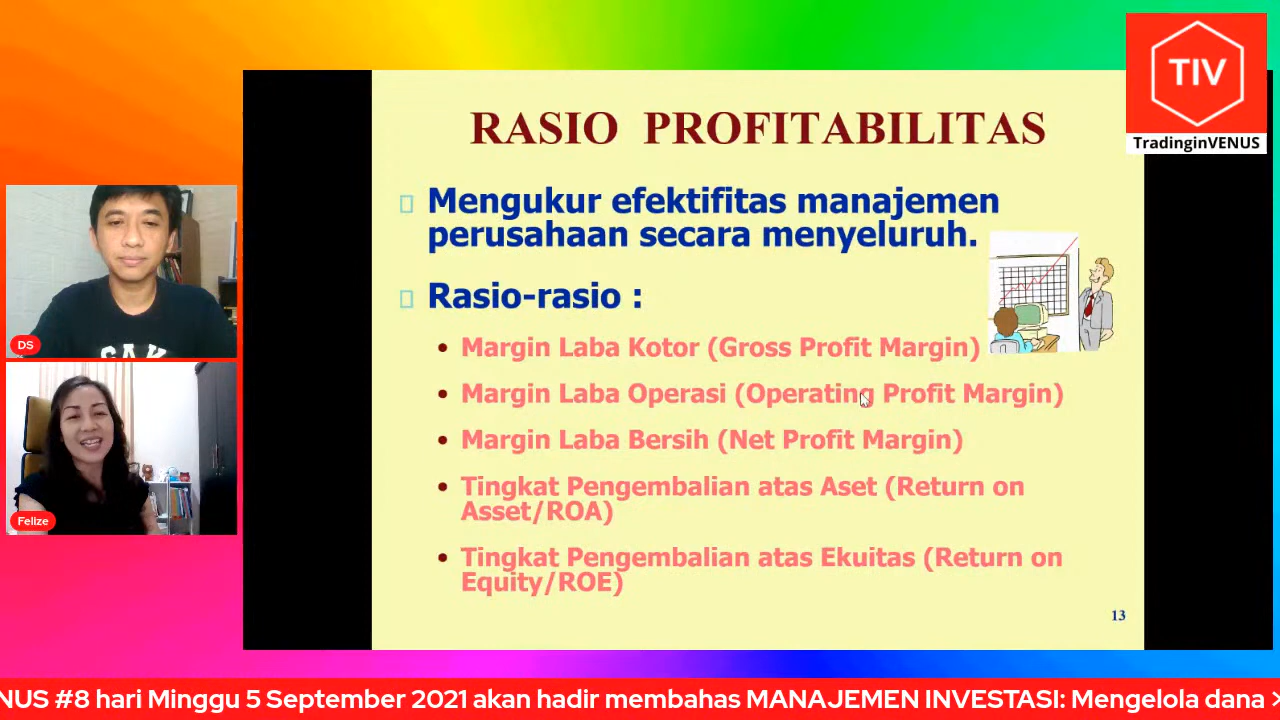 TIV
TradinginVENUS
RASIO PROFITABILITAS
Mengukur efektifitas manajemen
perusahaan secara menyeluruh.
Rasio-rasio :
Margin Laba Kotor (Gross Profit Margin)
Margin Laba Operasi (Operating Profit Margin)
Margin Laba Bersih (Net Profit Margin)
Tingkat Pengembalian atas Aset (Return on
Asset/ROA)
Tingkat Pengembalian atas Ekuitas (Return on
Equity/ROE)
13
DS
Felize
NUS #8 hari Minggu 5 September 2021 akan hadir membahas MANAJEMEN INVESTASI: Mengelola dana